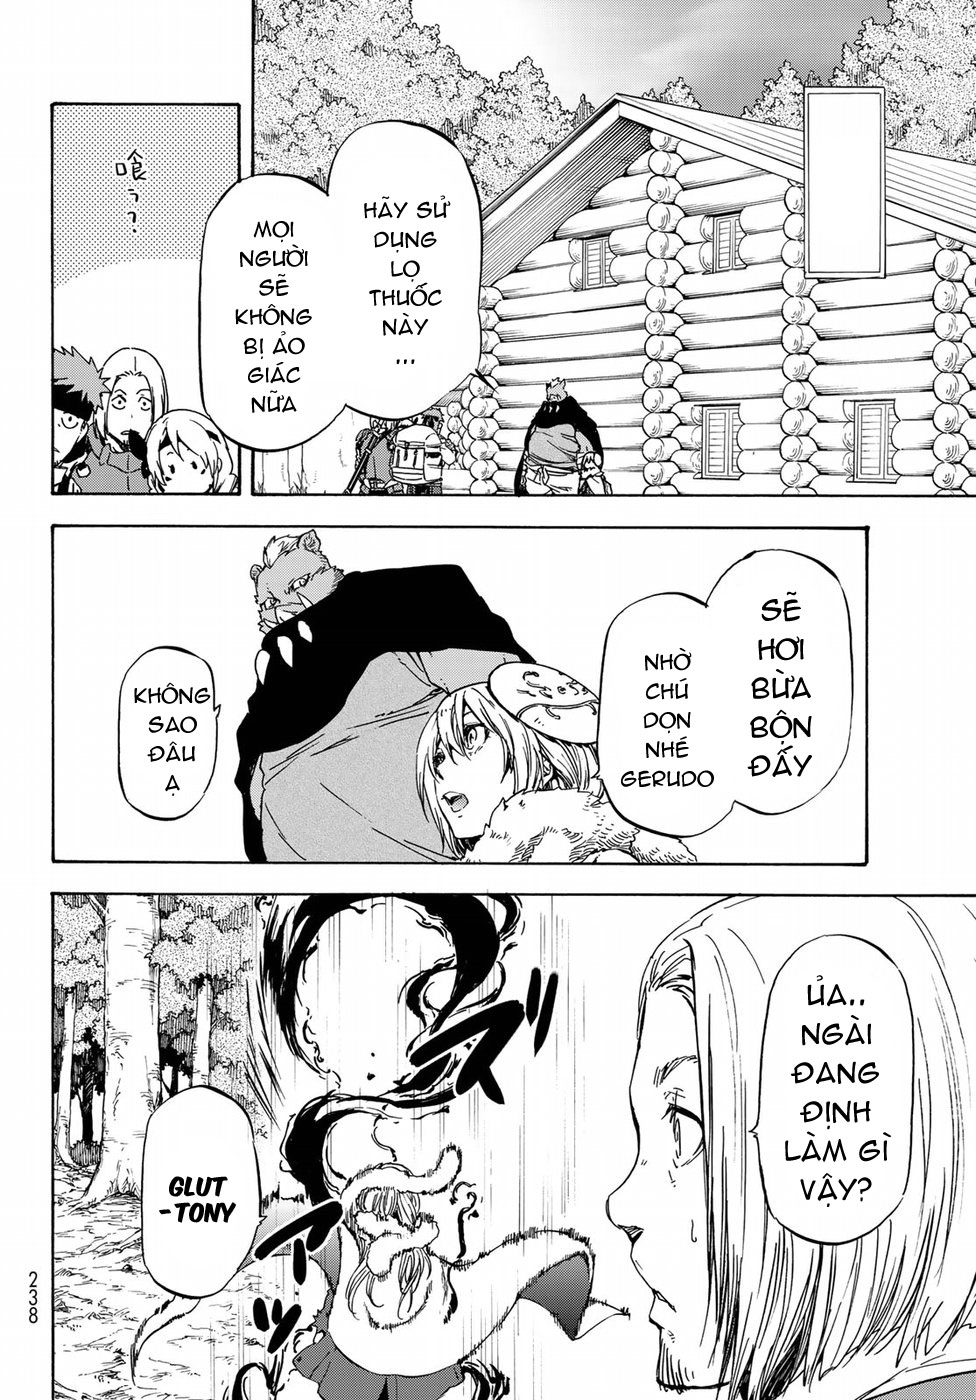 HÃY SỬ
DỤNG
LỌ
THUỐC
NÀY
...
MỌI
NGƯỜI
SẼ
KHÔNG
BỊ ẢO
GIÁC
NỮA
喰う?
SẼ
HƠI
BỪA
BỘN
ĐẤY
NHỜ
CHÚ
DỌN
NHÉ
GERUDO
KHÔNG
SAO
ĐÂU
Ạ
ỦA..
NGÀI
ĐANG
ĐỊNH
LÀM GÌ
VẬY?
GLUT
-TONY
238